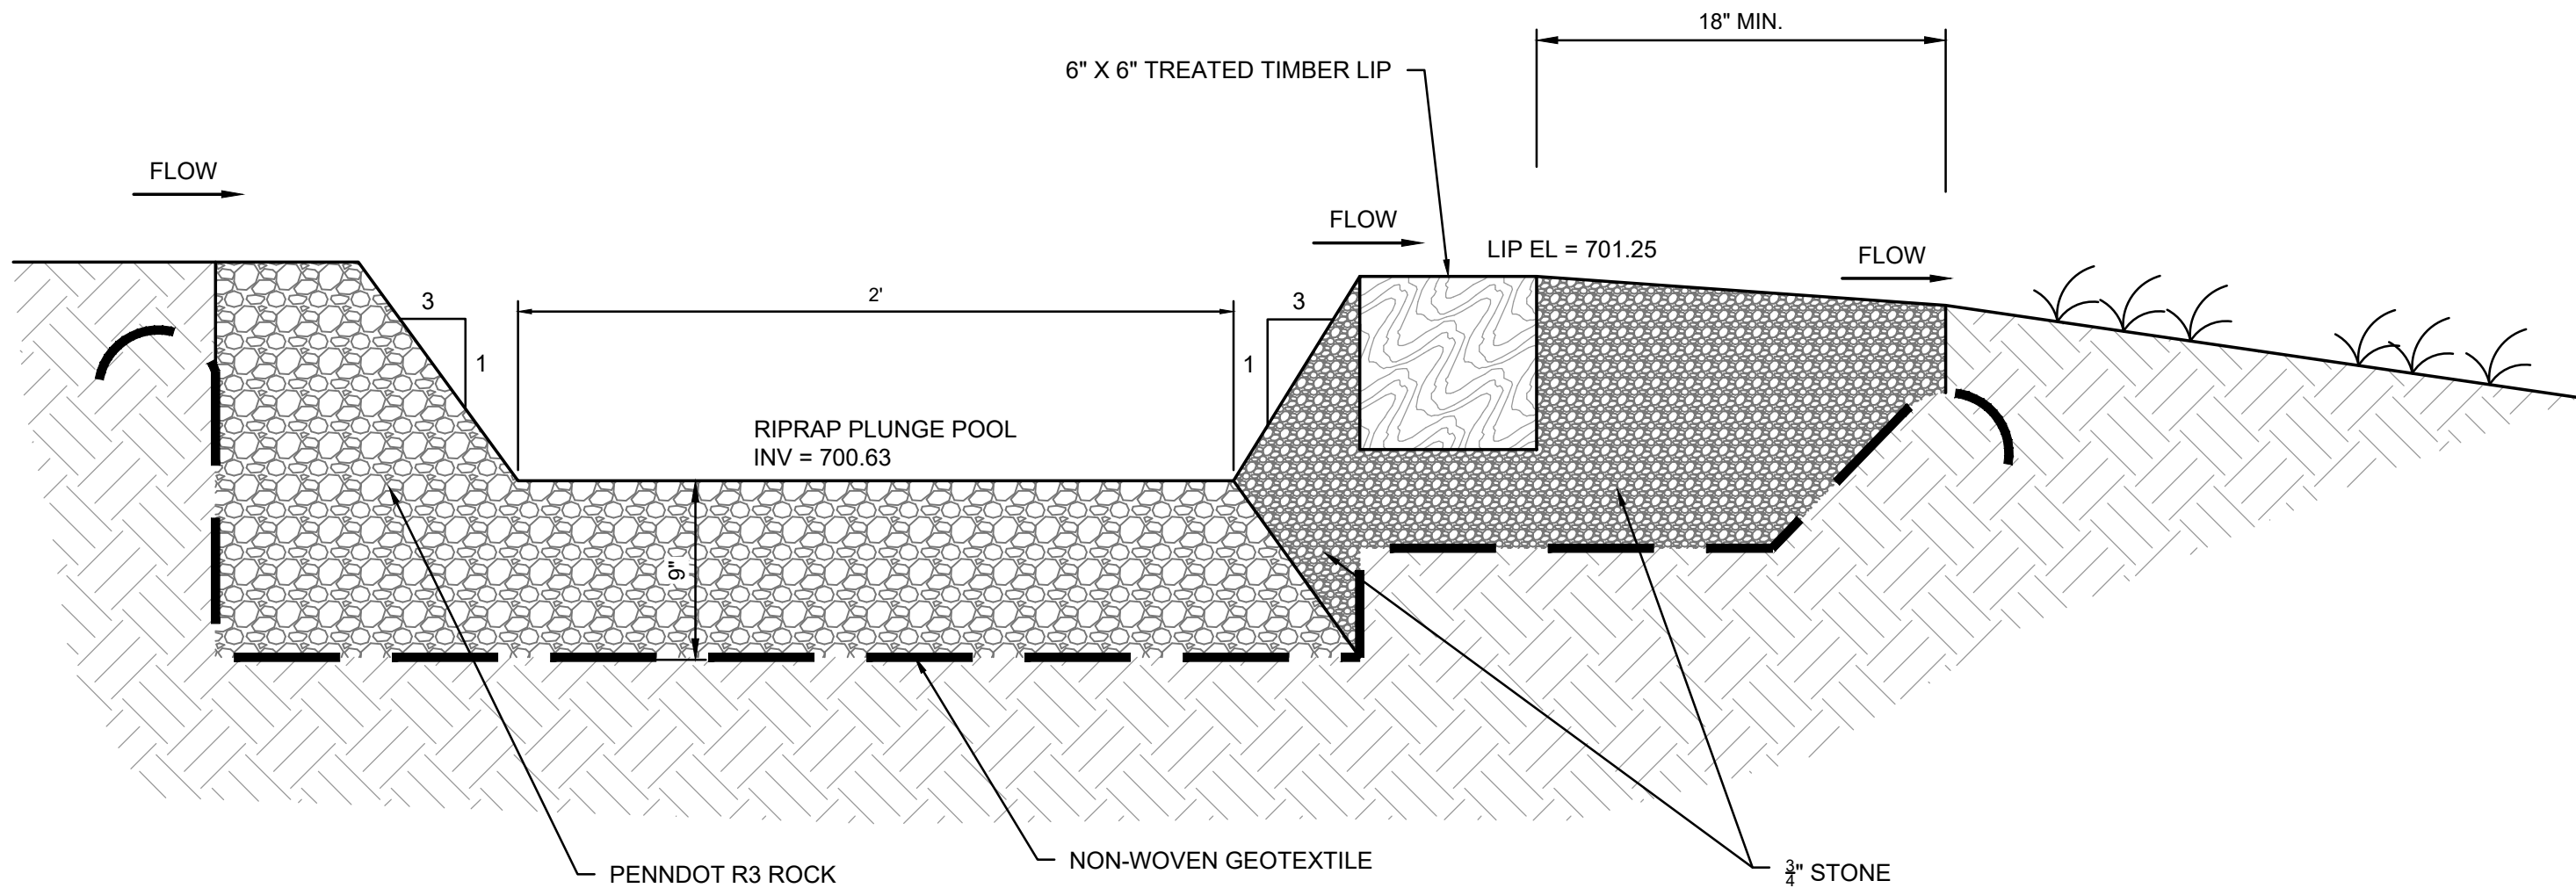 18" MIN.
6" X 6" TREATED TIMBER LIP
FLOW
FLOW
LIP EL = 701.25
FLOW
3
2'
3
1
1
RIPRAP PLUNGE POOL
INV = 700.63
9"
PENNDOT R3 ROCK
NON-WOVEN GEOTEXTILE
3/4" STONE